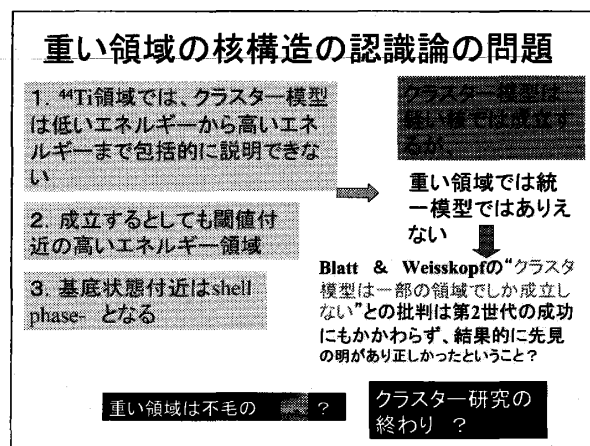 重い領域の核構造の認識論の問題
1. ⁴⁴Ti領域では、クラスター模型
は低いエネルギーから高いエネ
ルギーまで包括的に説明できな
い
2. 成立するとしても閾値付
近の高いエネルギー領域
3. 基底状態付近はshell
phase- となる
クラスター模型は
軽い核では成立す
るが、
重い領域では統
一模型ではありえ
ない
Blatt & Weisskopfの“クラスタ
模型は一部の領域でしか成立し
ない”との批判は第2世代の成功
にもかかわらず、結果的に先見
の明があり正しかったということ?
重い領域は不毛の ?
クラスター研究の
終わり ?